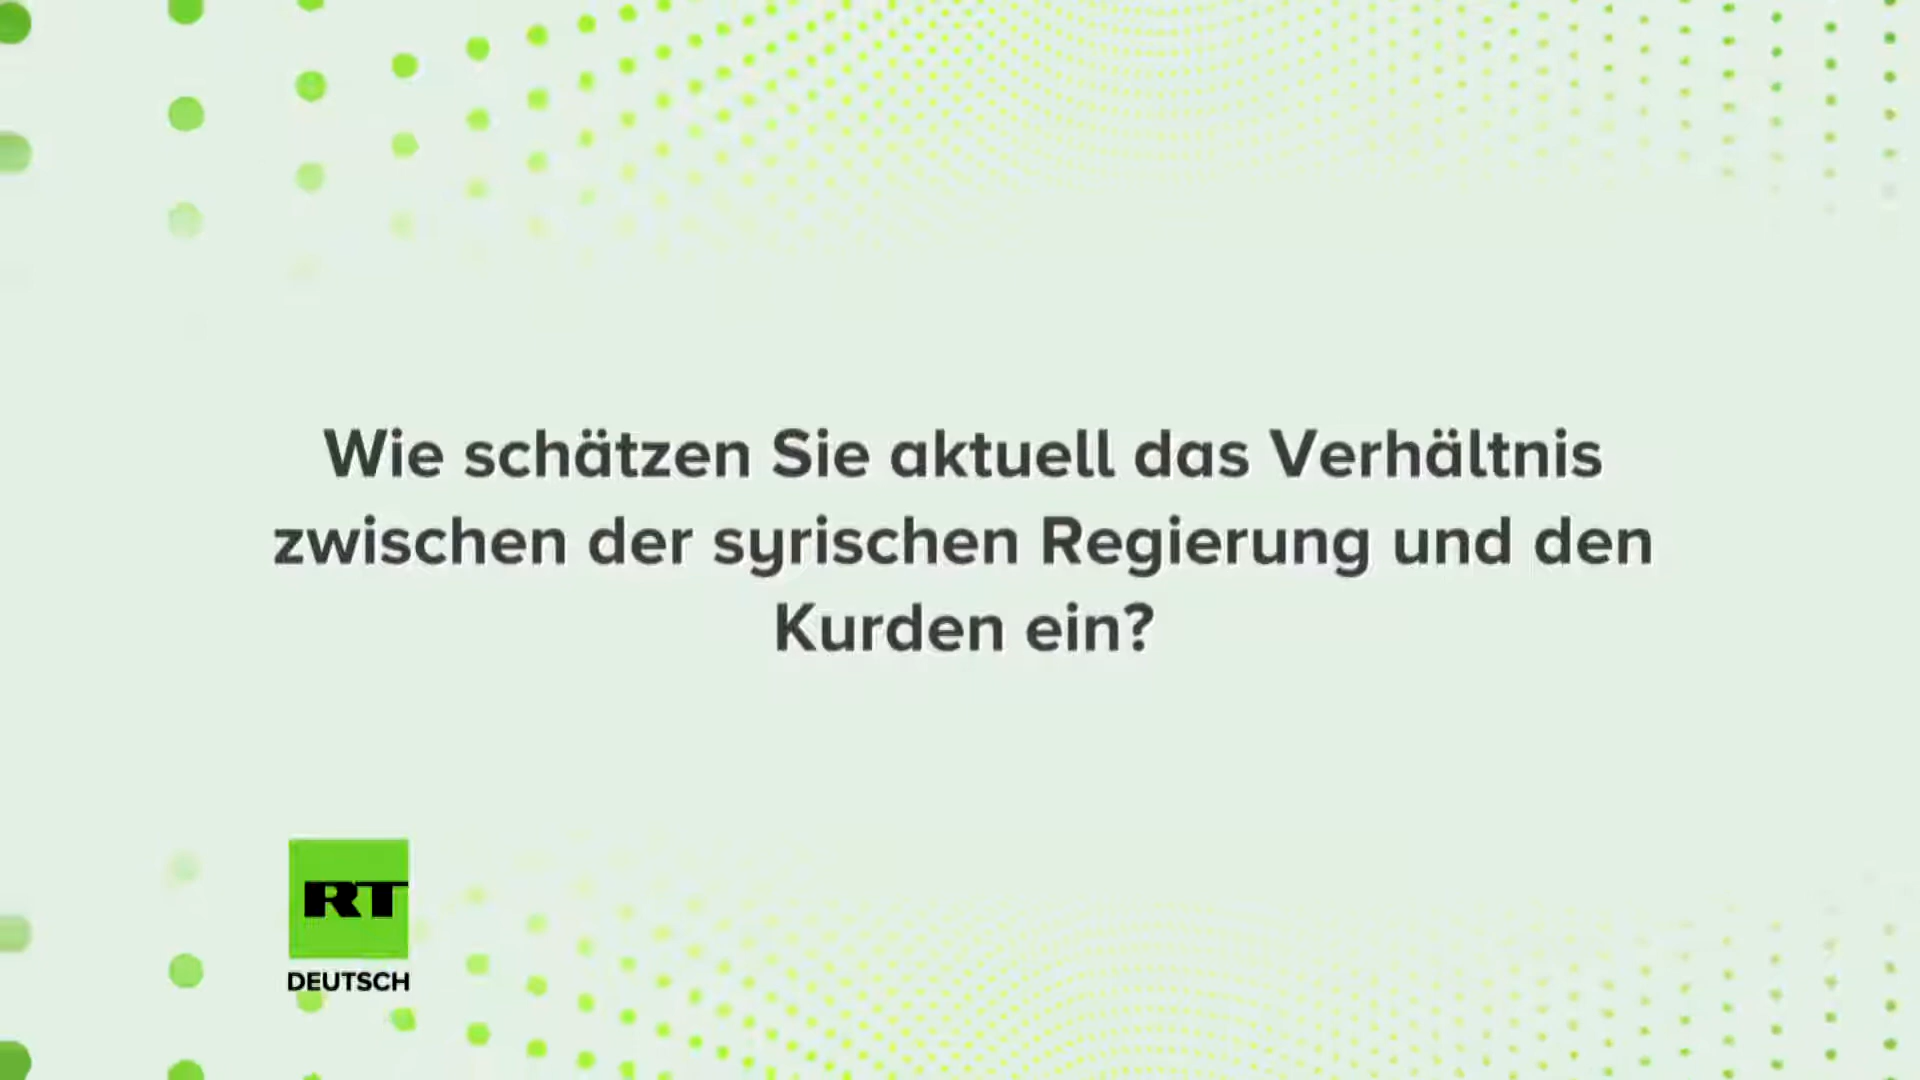 Wie schätzen Sie aktuell das Verhältnis
zwischen der syrischen Regierung und den
Kurden ein?
RT
DEUTSCH